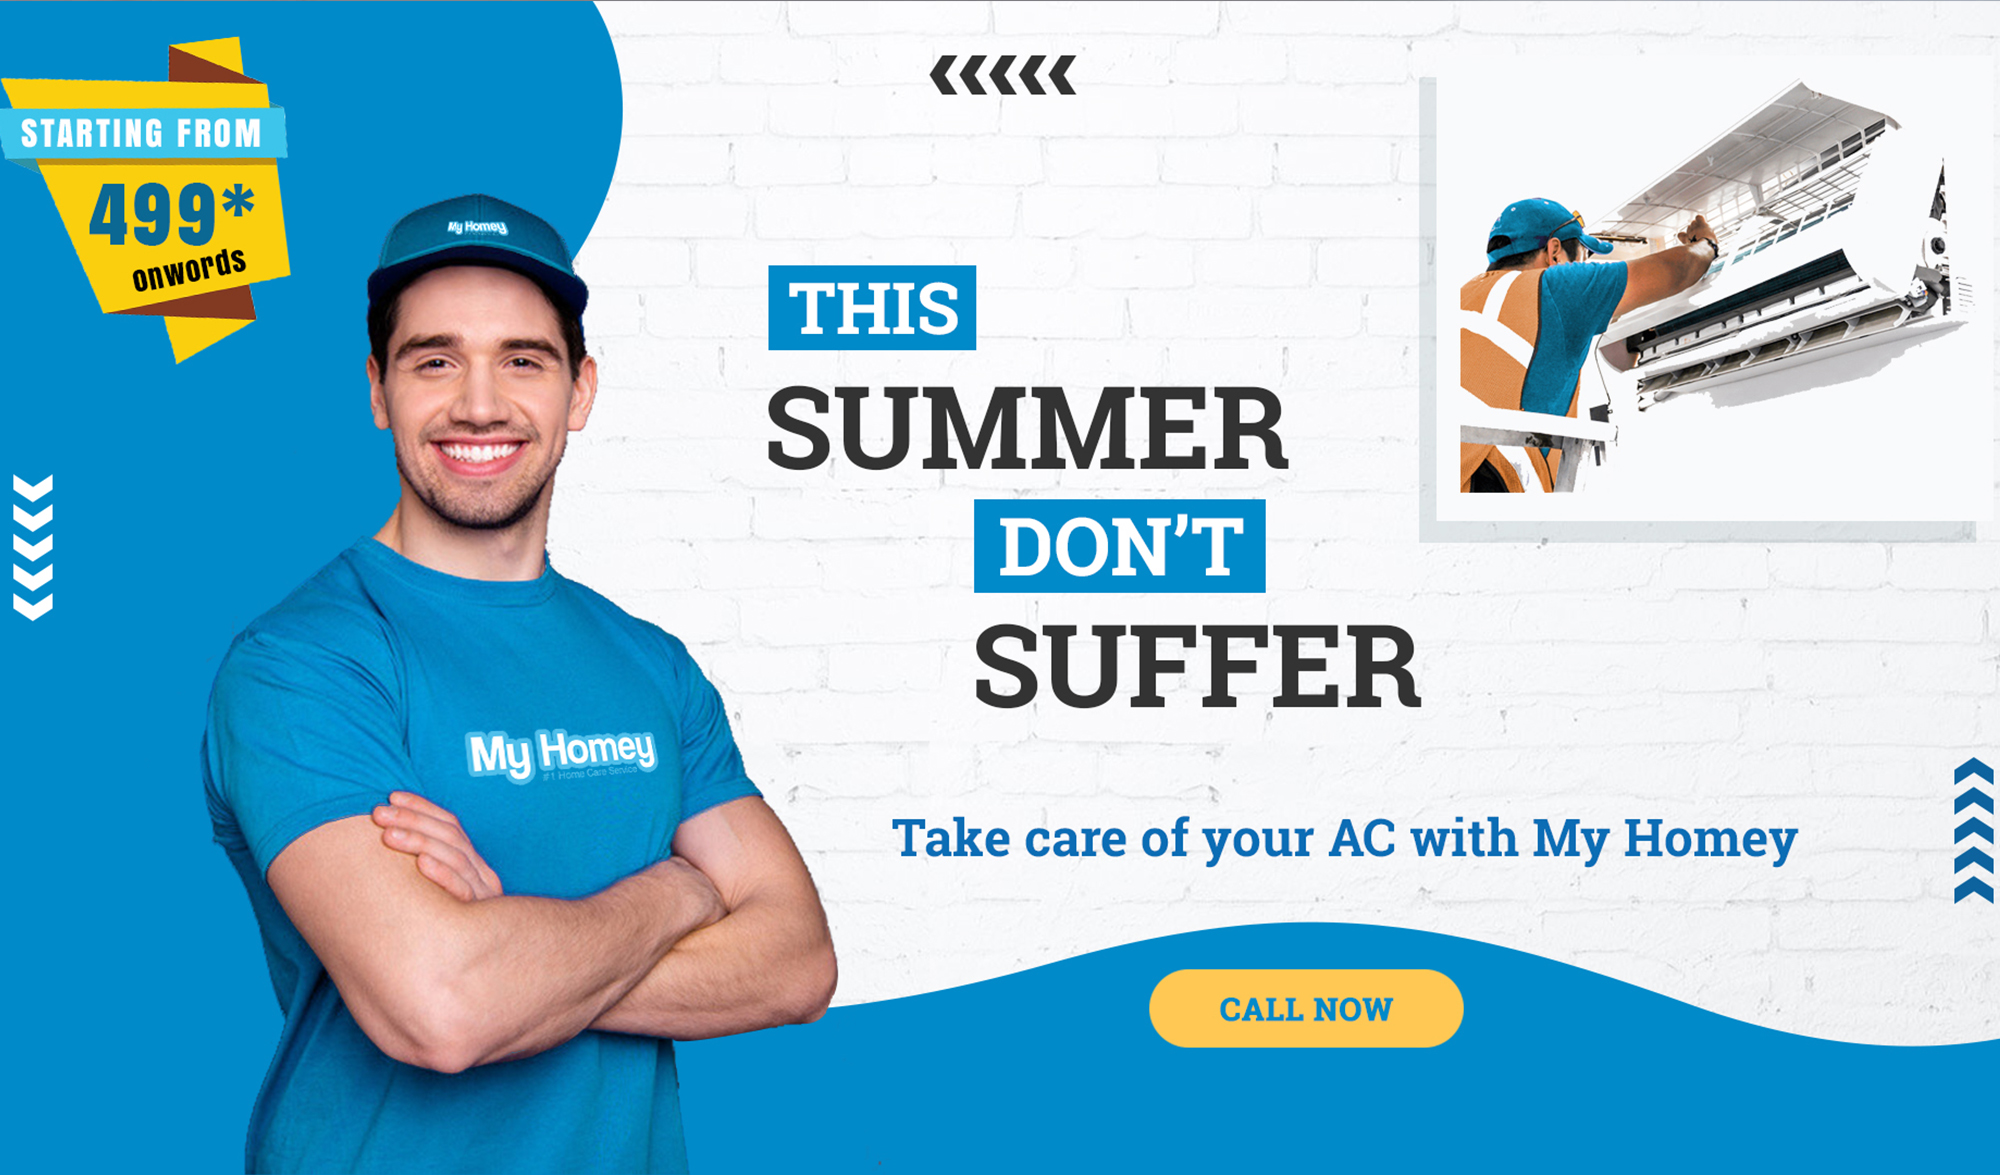 STARTING FROM
499*
onwords
My Homey
THIS
SUMMER
DON'T
SUFFER
My Homey
#1 Home Care Service
Take care of your AC with My Homey
CALL NOW